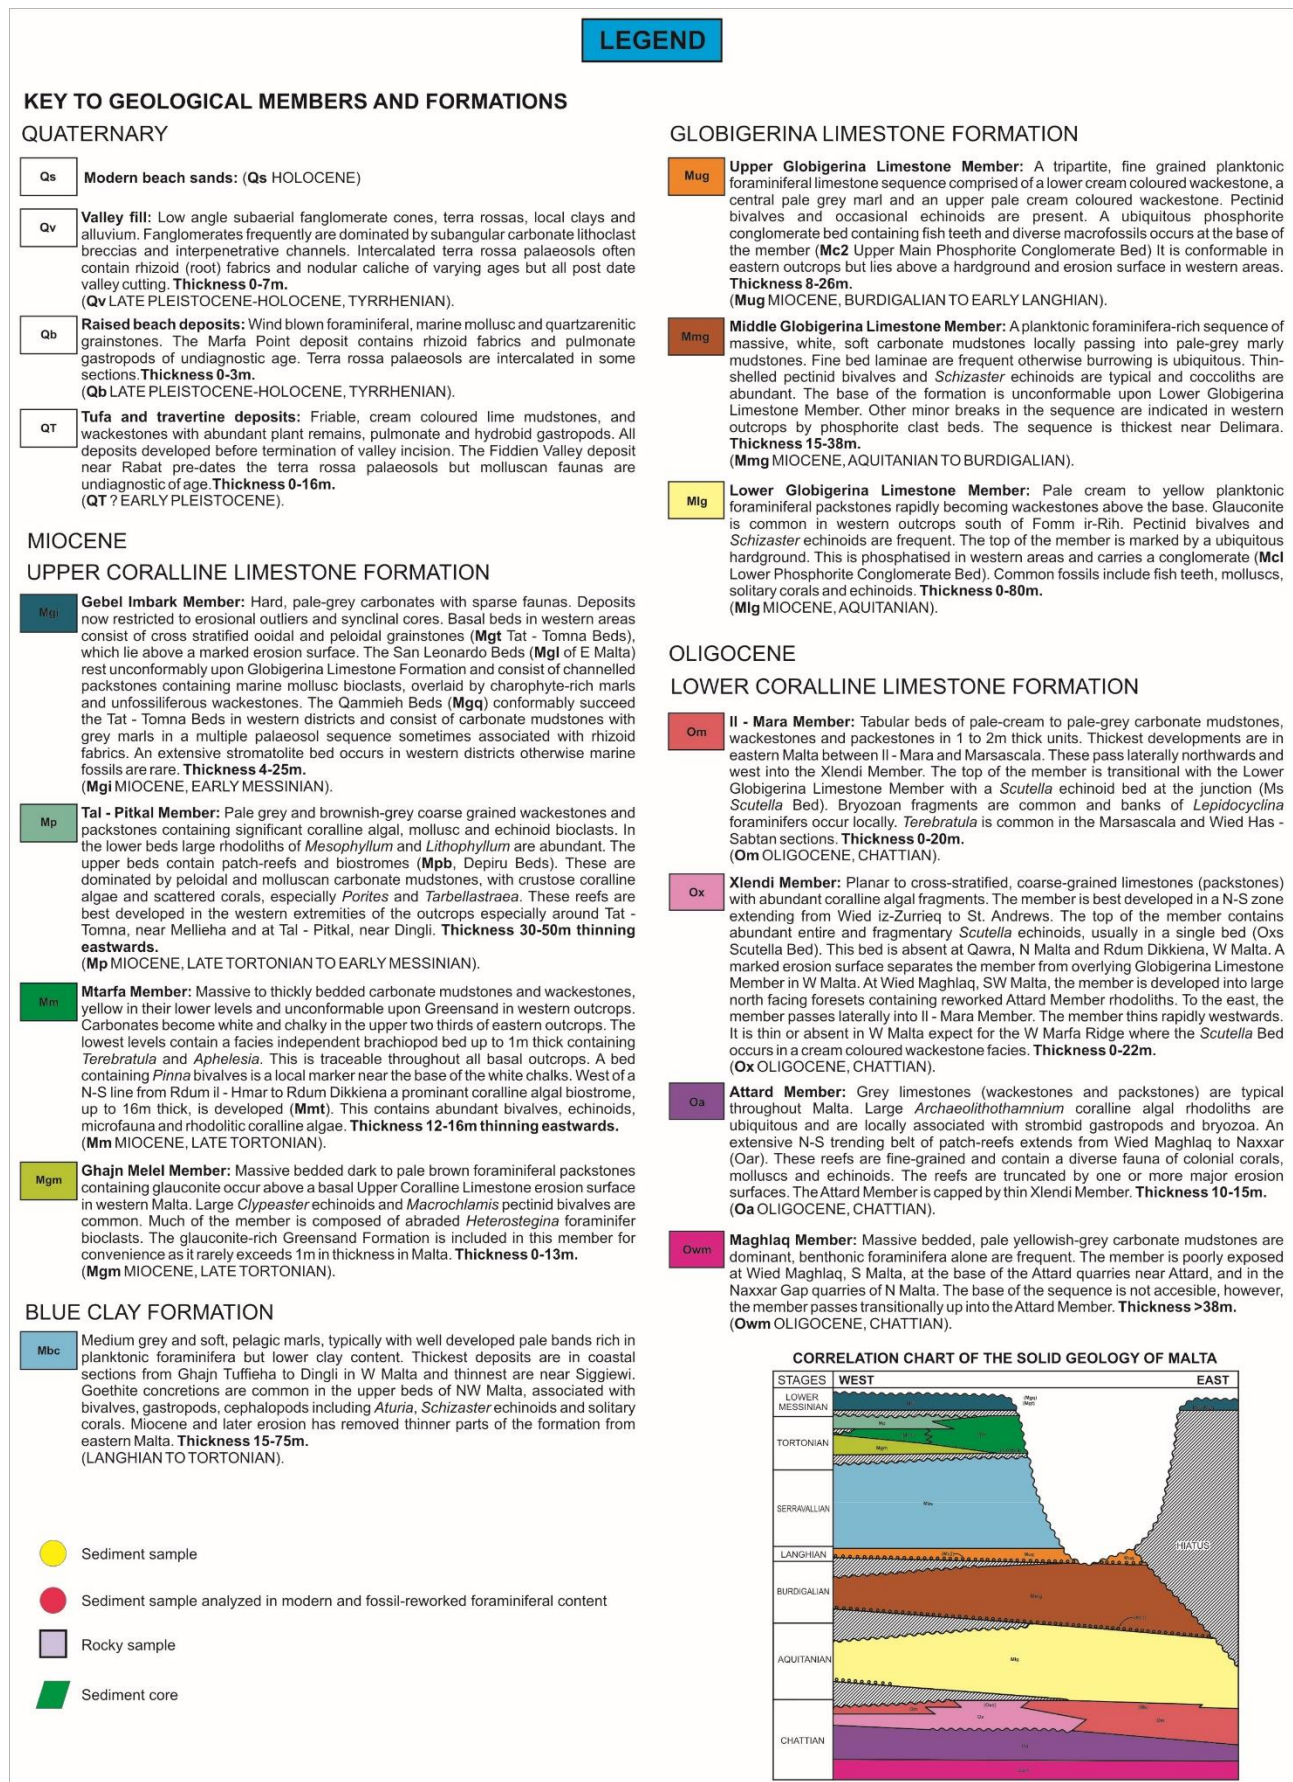 LEGEND
KEY TO GEOLOGICAL MEMBERS AND FORMATIONS
QUATERNARY
Qs
Modern beach sands: (Qs HOLOCENE)
Qv
Valley fill: Low angle subaerial fanglomerate cones, terra rossas, local clays and
alluvium. Fanglomerates frequently are dominated by subangular carbonate lithoclast
breccias and interpenetrative channels. Intercalated terra rossa palaeosols often
contain rhizoid (root) fabrics and nodular caliche of varying ages but all post date
valley cutting. Thickness 0-7m.
(Qv LATE PLEISTOCENE-HOLOCENE, TYRRHENIAN).
Qb
Raised beach deposits: Wind blown foraminiferal, marine mollusc and quartzarenitic
grainstones. The Marfa Point deposit contains rhizoid fabrics and pulmonate
gastropods of undiagnostic age. Terra rossa palaeosols are intercalated in some
sections.Thickness 0-3m.
(Qb LATE PLEISTOCENE-HOLOCENE, TYRRHENIAN).
QT
Tufa and travertine deposits: Friable, cream coloured lime mudstones, and
wackestones with abundant plant remains, pulmonate and hydrobid gastropods. All
deposits developed before termination of valley incision. The Fiddien Valley deposit
near Rabat pre-dates the terra rossa palaeosols but molluscan faunas are
undiagnostic of age.Thickness 0-16m.
(QT ? EARLY PLEISTOCENE).
MIOCENE
UPPER CORALLINE LIMESTONE FORMATION
Mgi
Gebel Imbark Member: Hard, pale-grey carbonates with sparse faunas. Deposits
now restricted to erosional outliers and synclinal cores. Basal beds in western areas
consist of cross stratified ooidal and peloidal grainstones (Mgt Tat - Tomna Beds),
which lie above a marked erosion surface. The San Leonardo Beds (Mgl of E Malta)
rest unconformably upon Globigerina Limestone Formation and consist of channelled
packstones containing marine mollusc bioclasts, overlaid by charophyte-rich marls
and unfossiliferous wackestones. The Qammieh Beds (Mgq) conformably succeed
the Tat - Tomna Beds in western districts and consist of carbonate mudstones with
grey marls in a multiple palaeosol sequence sometimes associated with rhizoid
fabrics. An extensive stromatolite bed occurs in western districts otherwise marine
fossils are rare. Thickness 4-25m.
(Mgi MIOCENE, EARLY MESSINIAN).
Mp
Tal - Pitkal Member: Pale grey and brownish-grey coarse grained wackestones and
packstones containing significant coralline algal, mollusc and echinoid bioclasts. In
the lower beds large rhodoliths of Mesophyllum and Lithophyllum are abundant. The
upper beds contain patch-reefs and biostromes (Mpb, Depiru Beds). These are
dominated by peloidal and molluscan carbonate mudstones, with crustose coralline
algae and scattered corals, especially Porites and Tarbellastraea. These reefs are
best developed in the western extremities of the outcrops especially around Tat -
Tomna, near Mellieha and at Tal - Pitkal, near Dingli. Thickness 30-50m thinning
eastwards.
(Mp MIOCENE, LATE TORTONIAN TO EARLY MESSINIAN).
Mm
Mtarfa Member: Massive to thickly bedded carbonate mudstones and wackestones,
yellow in their lower levels and unconformable upon Greensand in western outcrops.
Carbonates become white and chalky in the upper two thirds of eastern outcrops. The
lowest levels contain a facies independent brachiopod bed up to 1m thick containing
Terebratula and Aphelesia. This is traceable throughout all basal outcrops. A bed
containing Pinna bivalves is a local marker near the base of the white chalks. West of a
N-S line from Rdum il - Hmar to Rdum Dikkiena a prominant coralline algal biostrome,
up to 16m thick, is developed (Mmt). This contains abundant bivalves, echinoids,
microfauna and rhodolitic coralline algae. Thickness 12-16m thinning eastwards.
(Mm MIOCENE, LATE TORTONIAN).
Mgm
Ghajn Melel Member: Massive bedded dark to pale brown foraminiferal packstones
containing glauconite occur above a basal Upper Coralline Limestone erosion surface
in western Malta. Large Clypeaster echinoids and Macrochlamis pectinid bivalves are
common. Much of the member is composed of abraded Heterostegina foraminifer
bioclasts. The glauconite-rich Greensand Formation is included in this member for
convenience as it rarely exceeds 1m in thickness in Malta. Thickness 0-13m.
(Mgm MIOCENE, LATE TORTONIAN).
BLUE CLAY FORMATION
Mbc
Medium grey and soft, pelagic marls, typically with well developed pale bands rich in
planktonic foraminifera but lower clay content. Thickest deposits are in coastal
sections from Ghajn Tuffieha to Dingli in W Malta and thinnest are near Siggiewi.
Goethite concretions are common in the upper beds of NW Malta, associated with
bivalves, gastropods, cephalopods including Aturia, Schizaster echinoids and solitary
corals. Miocene and later erosion has removed thinner parts of the formation from
eastern Malta. Thickness 15-75m.
(LANGHIAN TO TORTONIAN).
Sediment sample
Sediment sample analyzed in modern and fossil-reworked foraminiferal content
Rocky sample
Sediment core
GLOBIGERINA LIMESTONE FORMATION
Mug
Upper Globigerina Limestone Member: A tripartite, fine grained planktonic
foraminiferal limestone sequence comprised of a lower cream coloured wackestone, a
central pale grey marl and an upper pale cream coloured wackestone. Pectinid
bivalves and occasional echinoids are present. A ubiquitous phosphorite
conglomerate bed containing fish teeth and diverse macrofossils occurs at the base of
the member (Mc2 Upper Main Phosphorite Conglomerate Bed) It is conformable in
eastern outcrops but lies above a hardground and erosion surface in western areas.
Thickness 8-26m.
(Mug MIOCENE, BURDIGALIAN TO EARLY LANGHIAN).
Mmg
Middle Globigerina Limestone Member: A planktonic foraminifera-rich sequence of
massive, white, soft carbonate mudstones locally passing into pale-grey marly
mudstones. Fine bed laminae are frequent otherwise burrowing is ubiquitous. Thin-
shelled pectinid bivalves and Schizaster echinoids are typical and coccoliths are
abundant. The base of the formation is unconformable upon Lower Globigerina
Limestone Member. Other minor breaks in the sequence are indicated in western
outcrops by phosphorite clast beds. The sequence is thickest near Delimara.
Thickness 15-38m.
(Mmg MIOCENE, AQUITANIAN TO BURDIGALIAN).
Mlg
Lower Globigerina Limestone Member: Pale cream to yellow planktonic
foraminiferal packstones rapidly becoming wackestones above the base. Glauconite
is common in western outcrops south of Fomm ir-Rih. Pectinid bivalves and
Schizaster echinoids are frequent. The top of the member is marked by a ubiquitous
hardground. This is phosphatised in western areas and carries a conglomerate (Mcl
Lower Phosphorite Conglomerate Bed). Common fossils include fish teeth, molluscs,
solitary corals and echinoids. Thickness 0-80m.
(Mlg MIOCENE, AQUITANIAN).
OLIGOCENE
LOWER CORALLINE LIMESTONE FORMATION
Om
Il - Mara Member: Tabular beds of pale-cream to pale-grey carbonate mudstones,
wackestones and packestones in 1 to 2m thick units. Thickest developments are in
eastern Malta between Il - Mara and Marsascala. These pass laterally northwards and
west into the Xlendi Member. The top of the member is transitional with the Lower
Globigerina Limestone Member with a Scutella echinoid bed at the junction (Ms
Scutella Bed). Bryozoan fragments are common and banks of Lepidocyclina
foraminifers occur locally. Terebratula is common in the Marsascala and Wied Has -
Sabtan sections. Thickness 0-20m.
(Om OLIGOCENE, CHATTIAN).
Ox
Xlendi Member: Planar to cross-stratified, coarse-grained limestones (packstones)
with abundant coralline algal fragments. The member is best developed in a N-S zone
extending from Wied iz-Zurrieq to St. Andrews. The top of the member contains
abundant entire and fragmentary Scutella echinoids, usually in a single bed (Oxs
Scutella Bed). This bed is absent at Qawra, N Malta and Rdum Dikkiena, W Malta. A
marked erosion surface separates the member from overlying Globigerina Limestone
Member in W Malta. At Wied Maghlaq, SW Malta, the member is developed into large
north facing foresets containing reworked Attard Member rhodoliths. To the east, the
member passes laterally into Il - Mara Member. The member thins rapidly westwards.
It is thin or absent in W Malta expect for the W Marfa Ridge where the Scutella Bed
occurs in a cream coloured wackestone facies. Thickness 0-22m.
(Ox OLIGOCENE, CHATTIAN).
Oa
Attard Member: Grey limestones (wackestones and packstones) are typical
throughout Malta. Large Archaeolithothamnium coralline algal rhodoliths are
ubiquitous and are locally associated with strombid gastropods and bryozoa. An
extensive N-S trending belt of patch-reefs extends from Wied Maghlaq to Naxxar
(Oar). These reefs are fine-grained and contain a diverse fauna of colonial corals,
molluscs and echinoids. The reefs are truncated by one or more major erosion
surfaces. The Attard Member is capped by thin Xlendi Member. Thickness 10-15m.
(Oa OLIGOCENE, CHATTIAN).
Owm
Maghlaq Member: Massive bedded, pale yellowish-grey carbonate mudstones are
dominant, benthonic foraminifera alone are frequent. The member is poorly exposed
at Wied Maghlaq, S Malta, at the base of the Attard quarries near Attard, and in the
Naxxar Gap quarries of N Malta. The base of the sequence is not accesible, however,
the member passes transitionally up into the Attard Member. Thickness >38m.
(Owm OLIGOCENE, CHATTIAN).
CORRELATION CHART OF THE SOLID GEOLOGY OF MALTA
STAGES WEST EAST
LOWER
MESSINIAN
TORTONIAN
Mgm
SERRAVALLIAN
LANGHIAN
HIATUS
BURDIGALIAN
Mmg
AQUITANIAN
Mlg
CHATTIAN